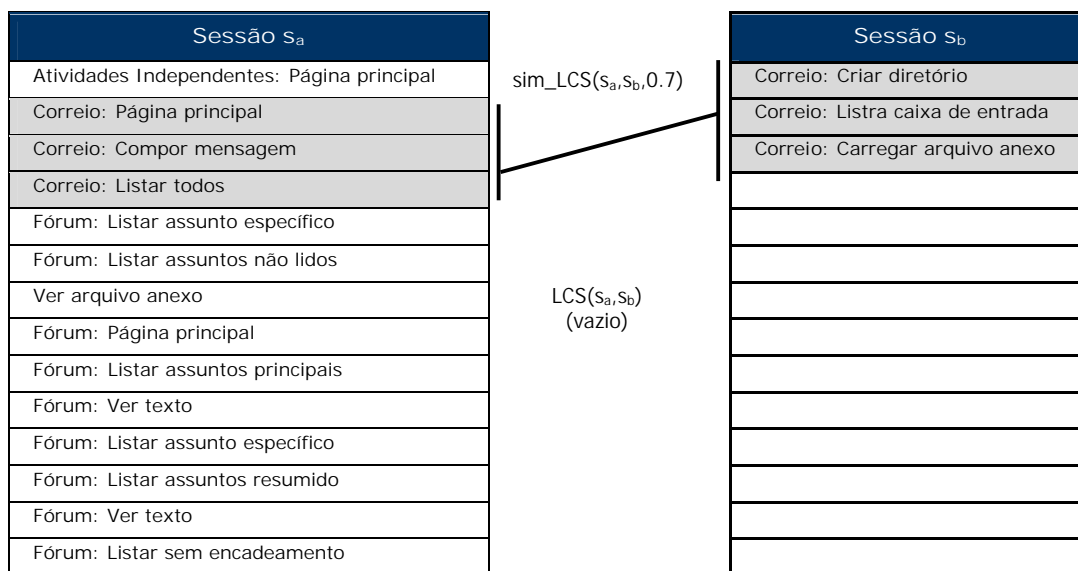 Sessão sa
Atividades Independentes: Página principal
Correio: Página principal
Correio: Compor mensagem
Correio: Listar todos
Fórum: Listar assunto específico
Fórum: Listar assuntos não lidos
Ver arquivo anexo
Fórum: Página principal
Fórum: Listar assuntos principais
Fórum: Ver texto
Fórum: Listar assunto específico
Fórum: Listar assuntos resumido
Fórum: Ver texto
Fórum: Listar sem encadeamento
sim_LCS(sa,sb,0.7)
LCS(sa,sb)
(vazio)
Sessão sb
Correio: Criar diretório
Correio: Listra caixa de entrada
Correio: Carregar arquivo anexo